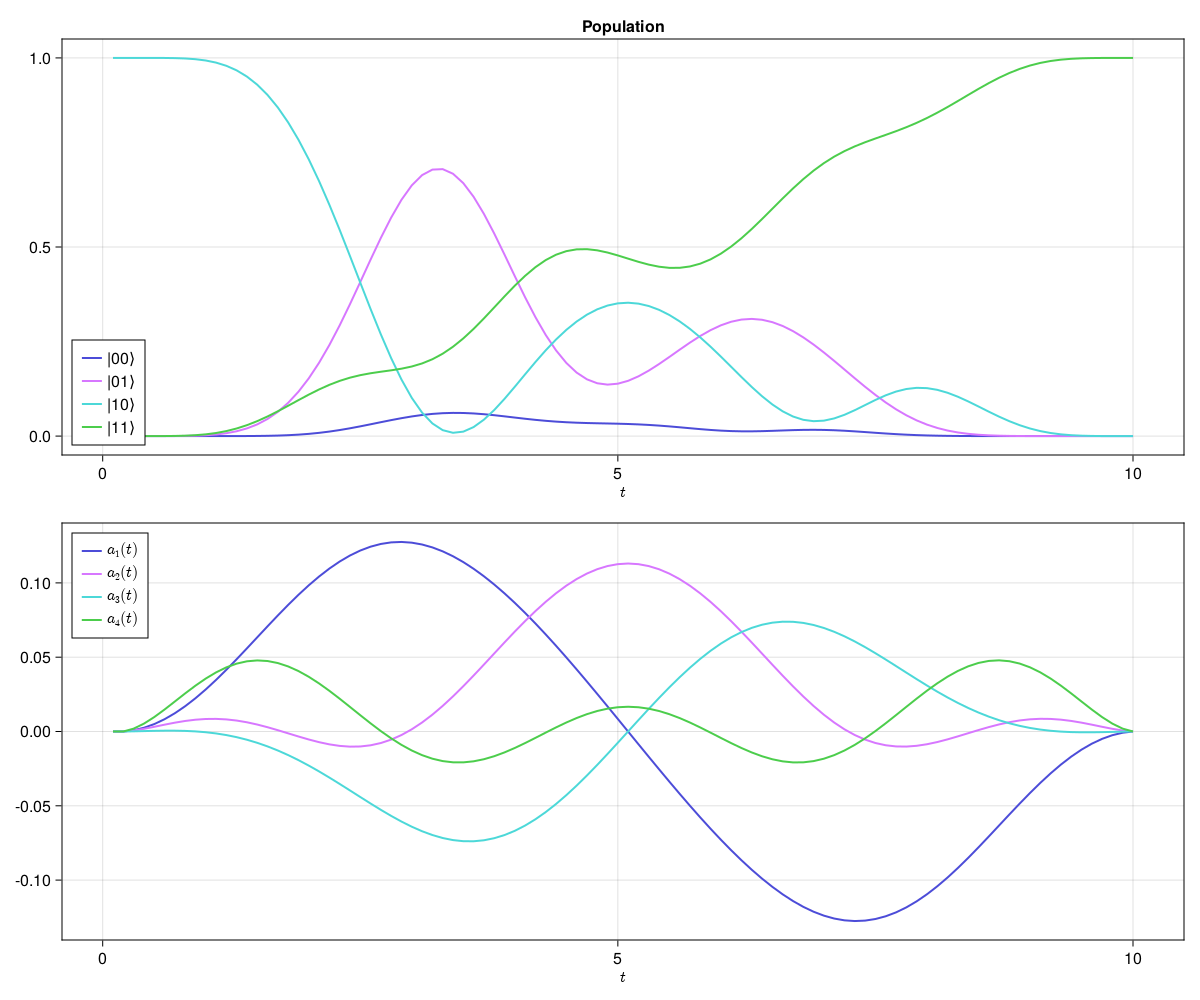 Population
1.0
0.5
0.0
|00⟩
|01⟩
|10⟩
|11⟩
0 5 10
t
a₁(t)
a₂(t)
a₃(t)
a₄(t)
0.10
0.05
0.00
-0.05
-0.10
0 5 10
t